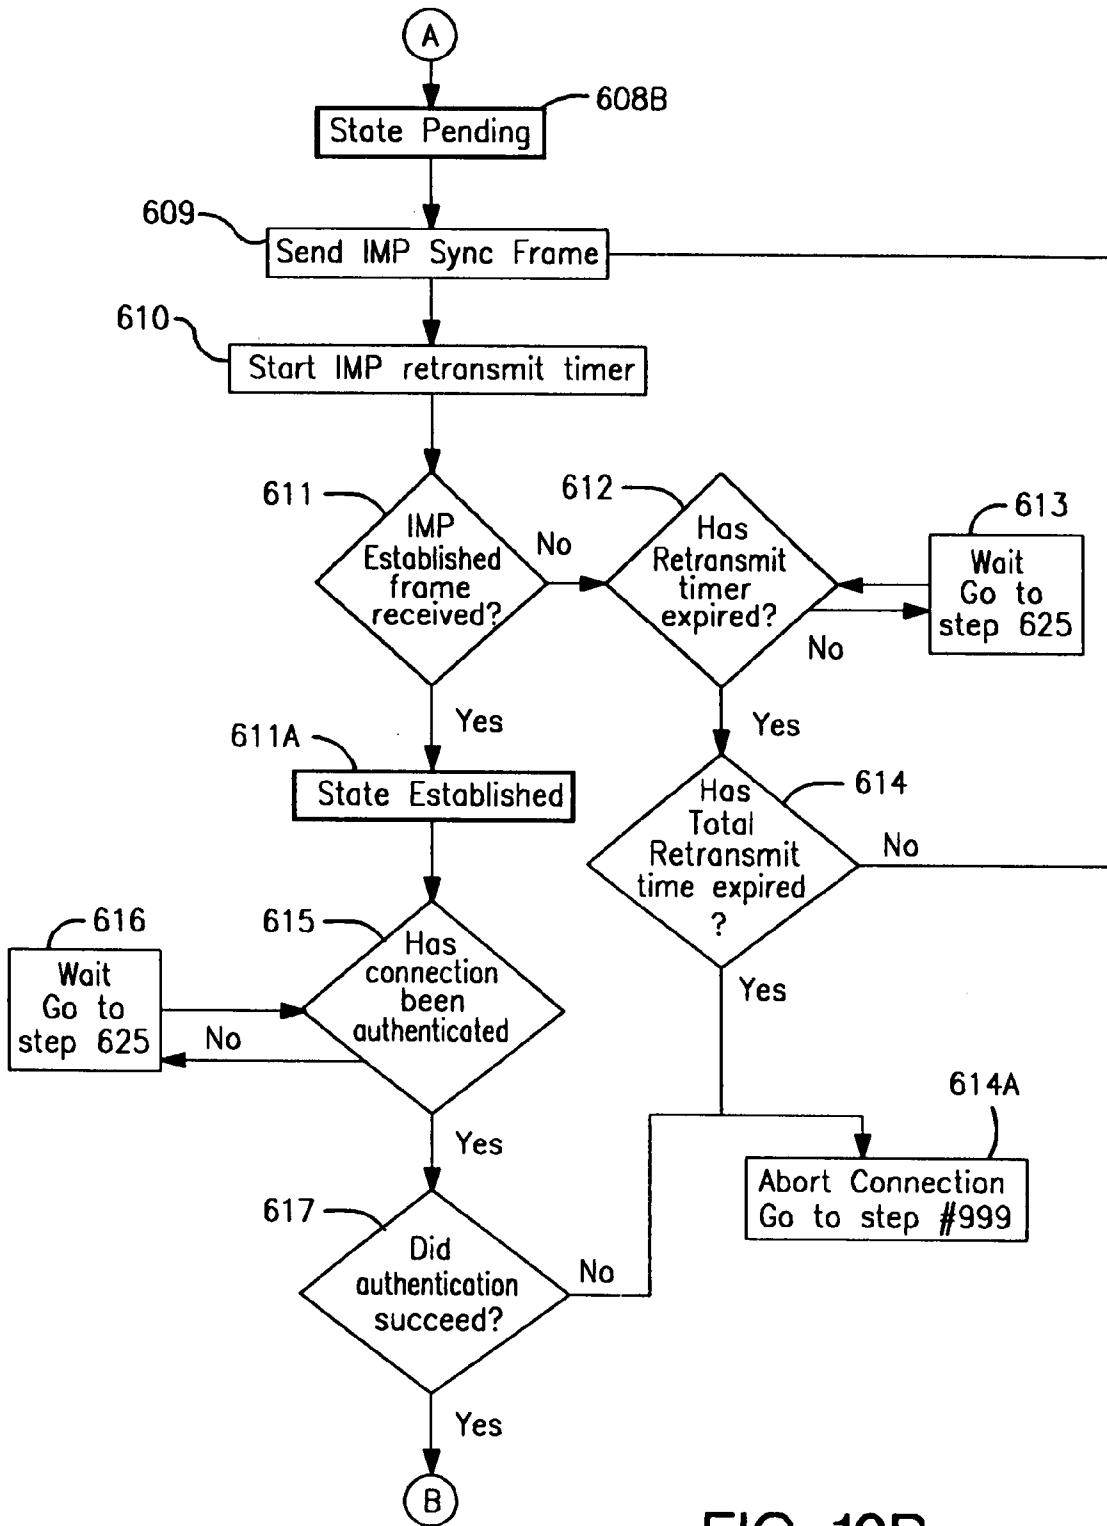 A
608B
State Pending
609
Send IMP Sync Frame
610
Start IMP retransmit timer
611
IMP
Established
frame
received?
No
612
Has
Retransmit
timer
expired?
No
613
Wait
Go to
step 625
Yes
611A
State Established
Yes
614
Has
Total
Retransmit
time expired
?
No
Yes
616
Wait
Go to
step 625
615
Has
connection
been
authenticated
No
Yes
614A
Abort Connection
Go to step #999
617
Did
authentication
succeed?
No
Yes
B